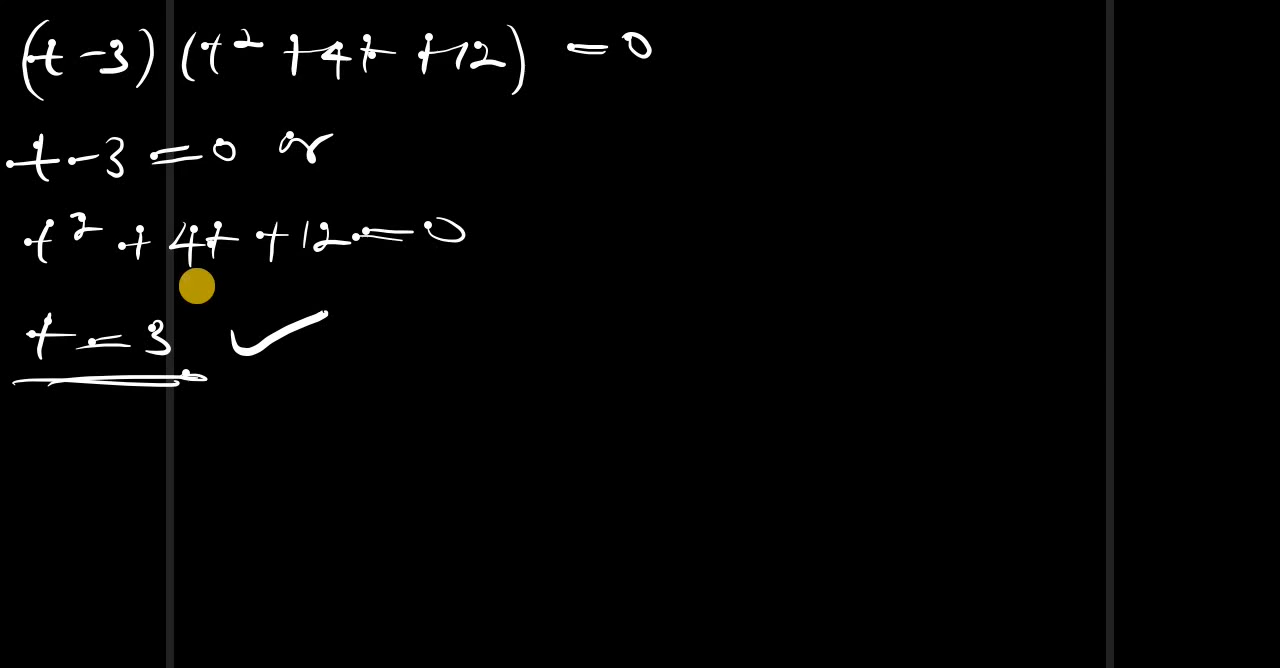 (t-3)(t² +4t +12) =0
t-3=0 or
t² +4t +12=0
t=3 ✓